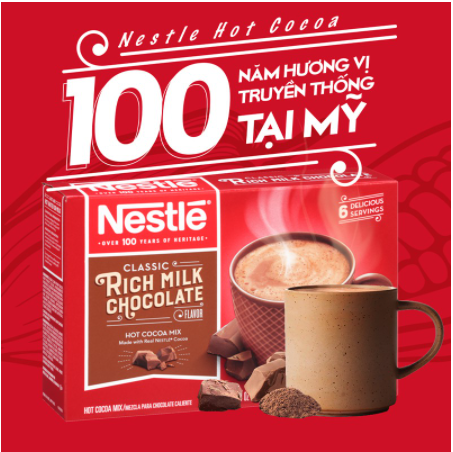 Nestle Hot Cocoa
100
NĂM HƯƠNG VỊ
TRUYỀN THỐNG
TẠI MỸ
CLASSIC
RICH MILK CHOCOLATE
6 DELICIOUS
SERVINGS
Nestlé®
• OVER 100 YEARS OF HERITAGE •
CLASSIC
RICH MILK
CHOCOLATE
FLAVOR
HOT COCOA MIX
Made with Real NESTLÉ® Cocoa
HOT COCOA MIX/MEZCLA PARA CHOCOLATE CALIENTE